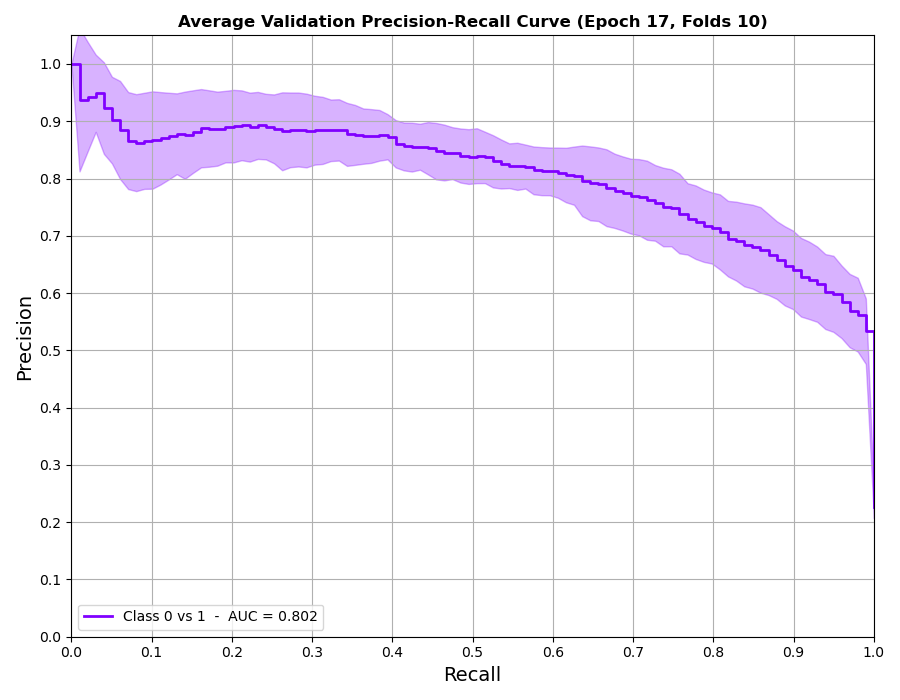 Average Validation Precision-Recall Curve (Epoch 17, Folds 10)
1.0
0.9
0.8
0.7
0.6
0.5
0.4
0.3
0.2
0.1
0.0
Precision
Class 0 vs 1 - AUC = 0.802
0.0 0.1 0.2 0.3 0.4 0.5 0.6 0.7 0.8 0.9 1.0
Recall